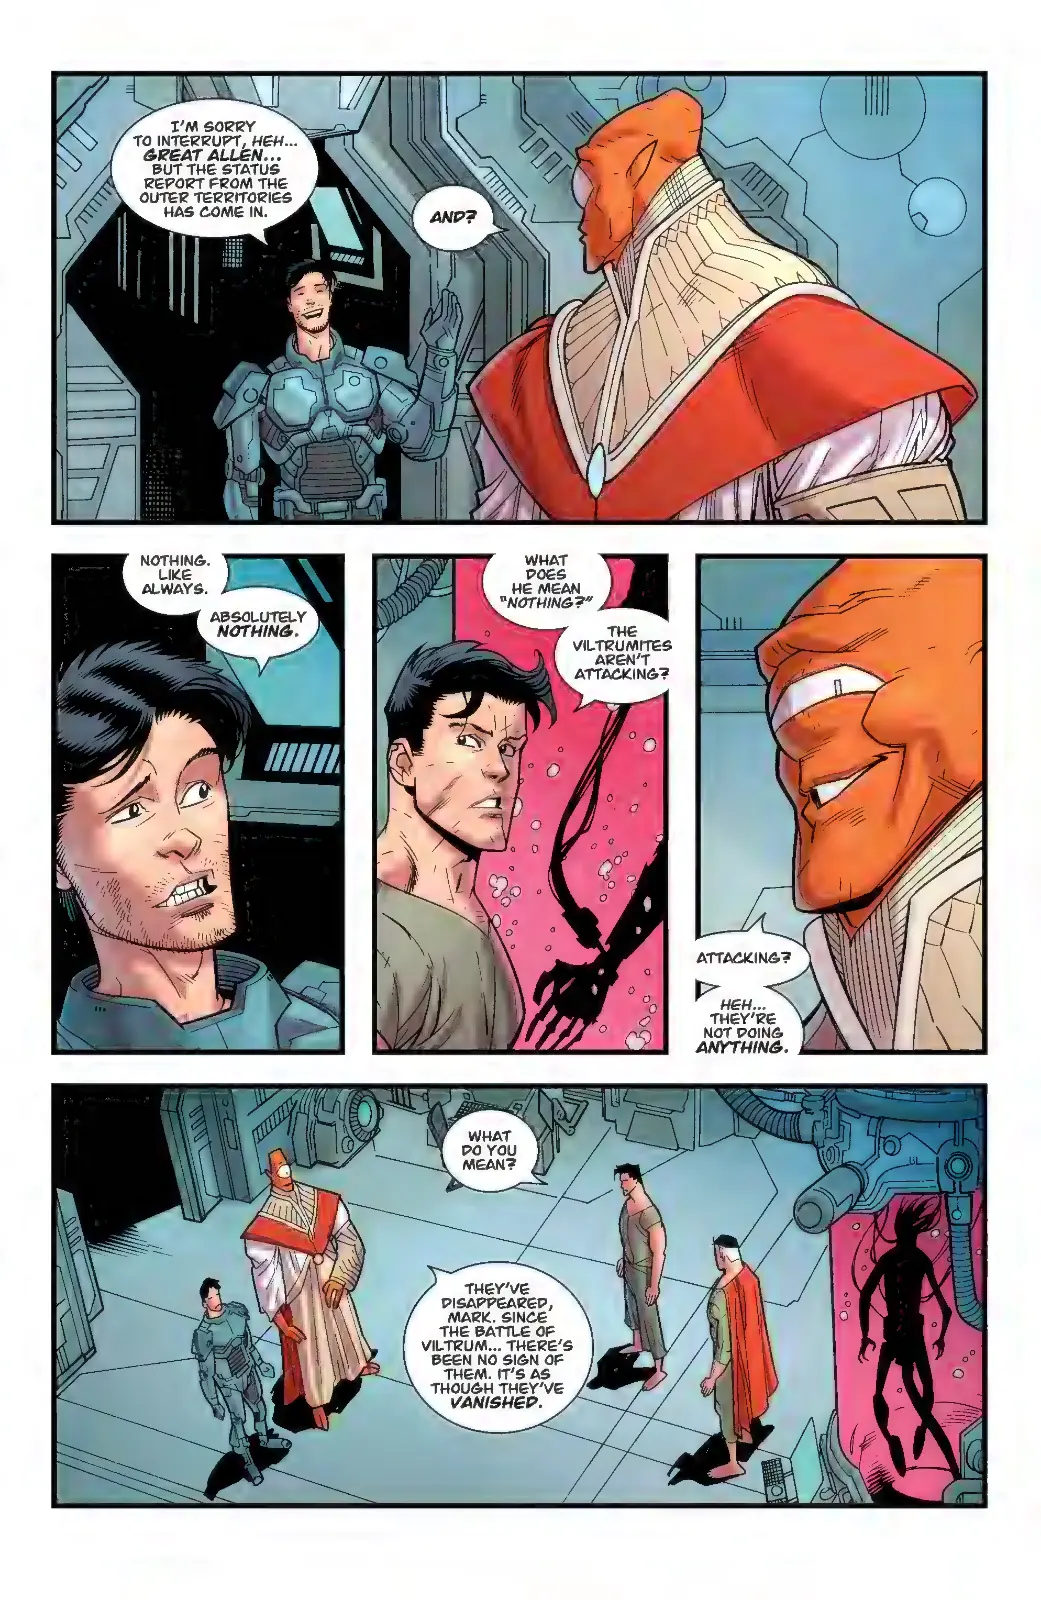 I'M SORRY
TO INTERRUPT, HEH...
GREAT ALLEN...
BUT THE STATUS
REPORT FROM THE
OUTER TERRITORIES
HAS COME IN.
AND?
NOTHING.
LIKE
ALWAYS.
ABSOLUTELY
NOTHING.
WHAT
DOES
HE MEAN
"NOTHING?"
THE
VILTRUMITES
AREN'T
ATTACKING?
ATTACKING?
HEH...
THEY'RE
NOT DOING
ANYTHING.
WHAT
DO YOU
MEAN?
THEY'VE
DISAPPEARED,
MARK. SINCE
THE BATTLE OF
VILTRUM... THERE'S
BEEN NO SIGN OF
THEM. IT'S AS
THOUGH THEY'VE
VANISHED.